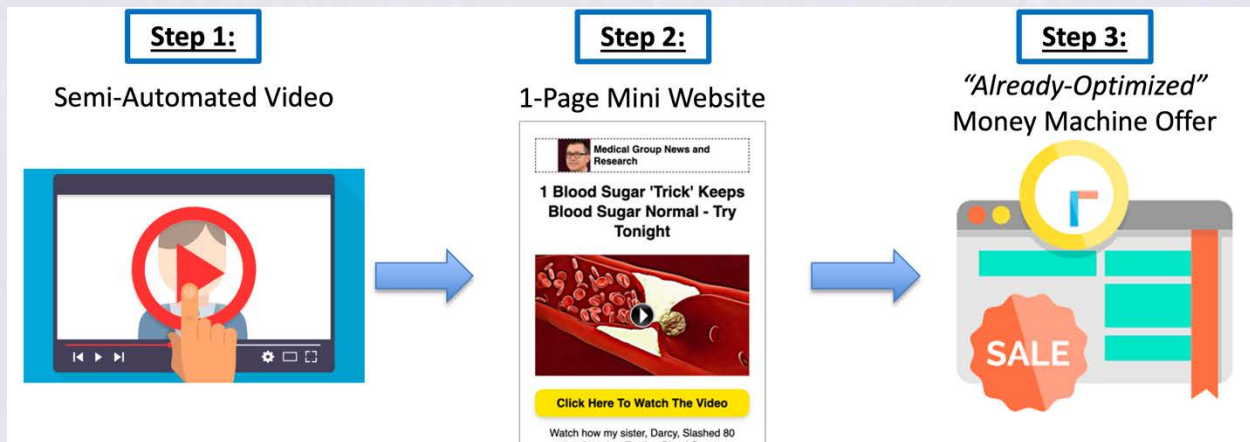 Step 1:
Semi-Automated Video
Step 2:
1-Page Mini Website
Medical Group News and
Research
1 Blood Sugar 'Trick' Keeps
Blood Sugar Normal - Try
Tonight
Click Here To Watch The Video
Watch how my sister, Darcy, Slashed 80
Step 3:
“Already-Optimized”
Money Machine Offer
SALE